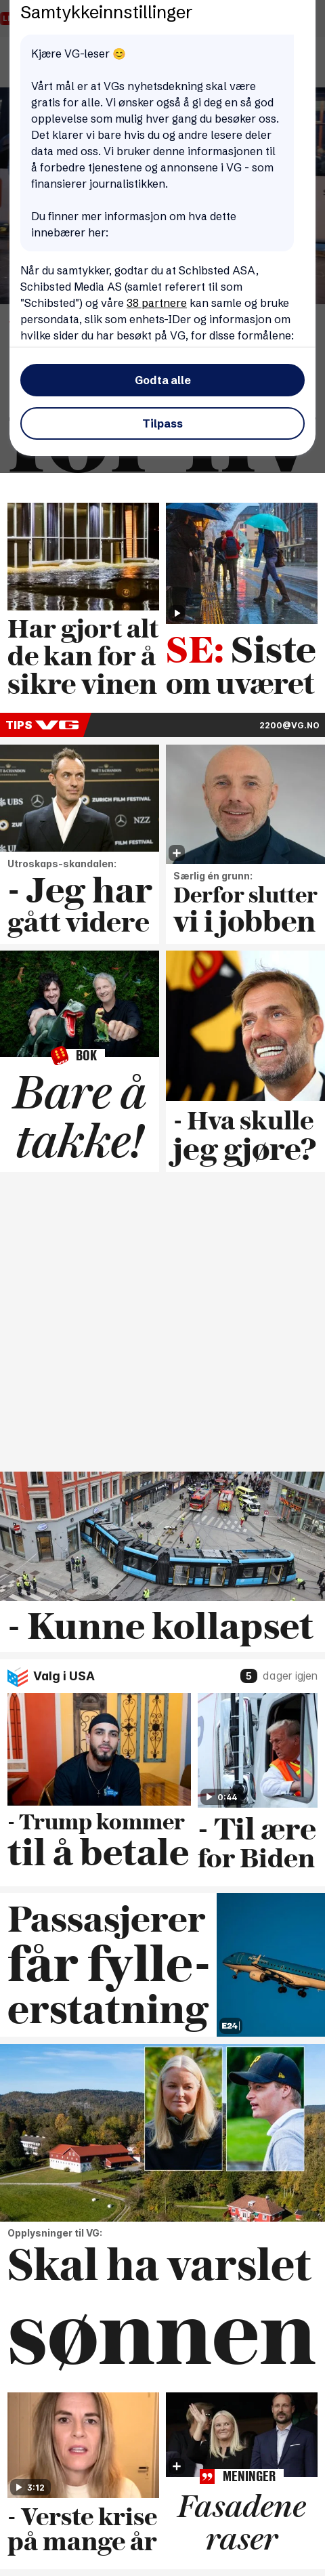 Samtykkeinnstillinger
Kjære VG-leser 😊
Vårt mål er at VGs nyhetsdekning skal være
gratis for alle. Vi ønsker også å gi deg en så god
opplevelse som mulig hver gang du besøker oss.
Det klarer vi bare hvis du og andre lesere deler
data med oss. Vi bruker denne informasjonen til
å forbedre tjenestene og annonsene i VG - som
finansierer journalistikken.
Du finner mer informasjon om hva dette
innebærer her:
Når du samtykker, godtar du at Schibsted ASA,
Schibsted Media AS (samlet referert til som
"Schibsted") og våre 38 partnere kan samle og bruke
persondata, slik som enhets-IDer og informasjon om
hvilke sider du har besøkt på VG, for disse formålene:
Godta alle
Tilpass
Har gjort alt
de kan for å
sikre vinen
SE: Siste
om uværet
TIPS VG
2200@VG.NO
UBS
ZURICH FILM FESTIVAL
NZZ
Utroskaps-skandalen:
- Jeg har
gått videre
Særlig én grunn:
Derfor slutter
vi i jobben
BOK
Bare å
takke!
- Hva skulle
jeg gjøre?
- Kunne kollapset
Valg i USA
5 dager igjen
- Trump kommer
til å betale
0:44
- Til ære
for Biden
Passasjerer
får fylle-
erstatning
E24
Opplysninger til VG:
Skal ha varslet
sønnen
3:12
- Verste krise
på mange år
MENINGER
Fasadene
raser